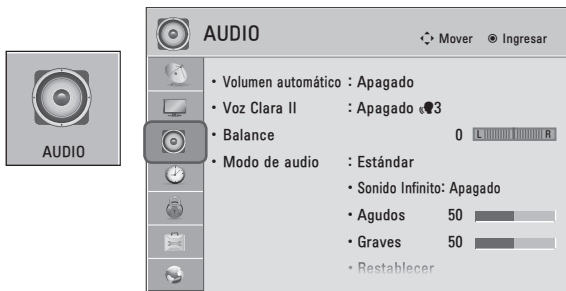 AUDIO
AUDIO
Mover
Ingresar
• Volumen automático : Apagado
• Voz Clara II : Apagado 3
• Balance 0 L R
• Modo de audio : Estándar
• Sonido Infinito: Apagado
• Agudos 50
• Graves 50
• Restablecer